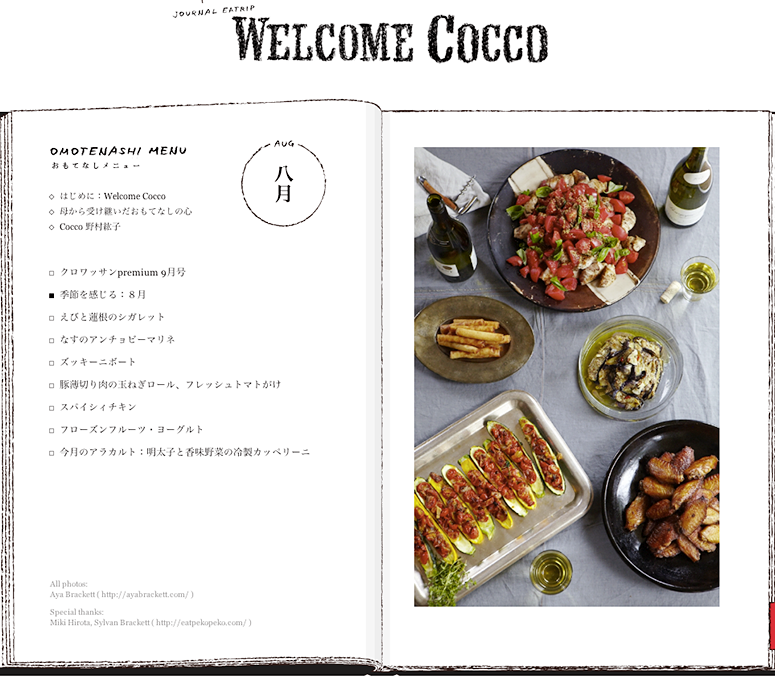 JOURNAL EATRIP
WELCOME COCCO
OMOTENASHI MENU
おもてなしメニュー
AUG
八月
◇ はじめに：Welcome Cocco
◇ 母から受け継いだおもてなしの心
◇ Cocco 野村紘子
□ クロワッサンpremium 9月号
■ 季節を感じる：８月
□ えびと蓮根のシガレット
□ なすのアンチョビーマリネ
□ ズッキーニボート
□ 豚薄切り肉の玉ねぎロール、フレッシュトマトがけ
□ スパイシィチキン
□ フローズンフルーツ・ヨーグルト
□ 今月のアラカルト：明太子と香味野菜の冷製カッペリーニ
All photos:
Aya Brackett ( http://ayabrackett.com/ )
Special thanks:
Miki Hirota, Sylvan Brackett ( http://eatpekopeko.com/ )